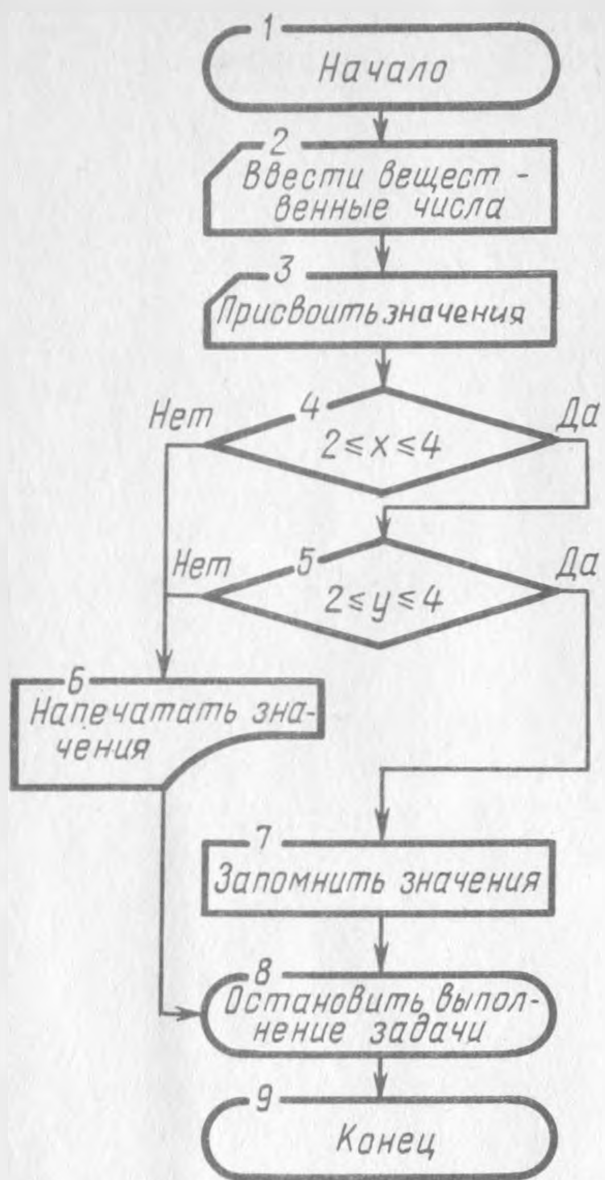 1
Начало
2
Ввести вещест-
венные числа
3
Присвоить значения
Нет
4
Да
2 ≤ x ≤ 4
Нет
5
Да
2 ≤ y ≤ 4
6
Напечатать зна-
чения
7
Запомнить значения
8
Остановить выпол-
нение задачи
9
Конец